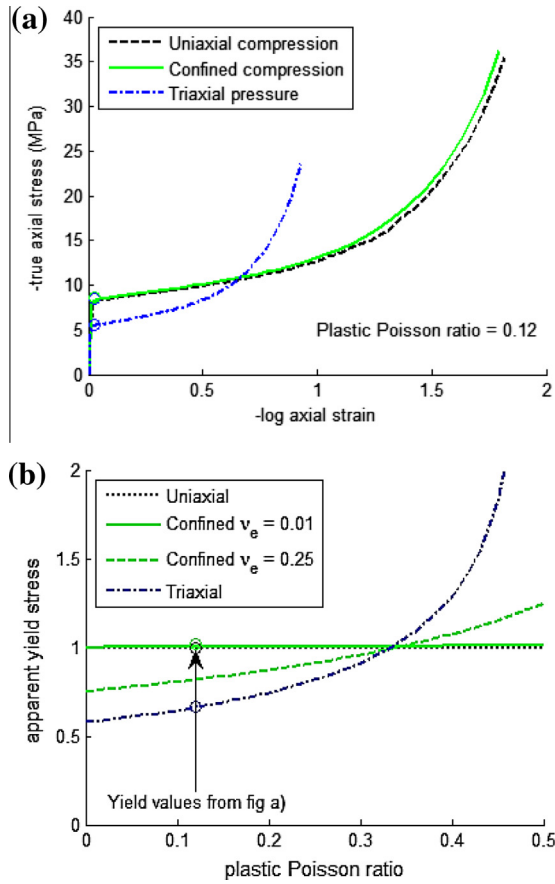 (a)
40
35
30
25
20
15
10
5
0
-true axial stress (MPa)
Uniaxial compression
Confined compression
Triaxial pressure
Plastic Poisson ratio = 0.12
0 0.5 1 1.5 2
-log axial strain
(b)
2
1.5
1
0.5
0
apparent yield stress
Uniaxial
Confined νe = 0.01
Confined νe = 0.25
Triaxial
Yield values from fig a)
0 0.1 0.2 0.3 0.4 0.5
plastic Poisson ratio